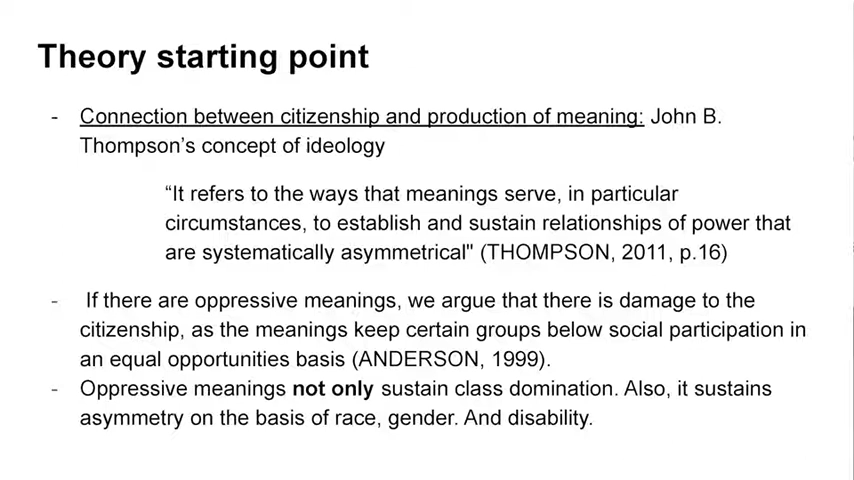 Theory starting point
- Connection between citizenship and production of meaning: John B.
Thompson's concept of ideology
“It refers to the ways that meanings serve, in particular
circumstances, to establish and sustain relationships of power that
are systematically asymmetrical" (THOMPSON, 2011, p.16)
- If there are oppressive meanings, we argue that there is damage to the
citizenship, as the meanings keep certain groups below social participation in
an equal opportunities basis (ANDERSON, 1999).
- Oppressive meanings not only sustain class domination. Also, it sustains
asymmetry on the basis of race, gender. And disability.